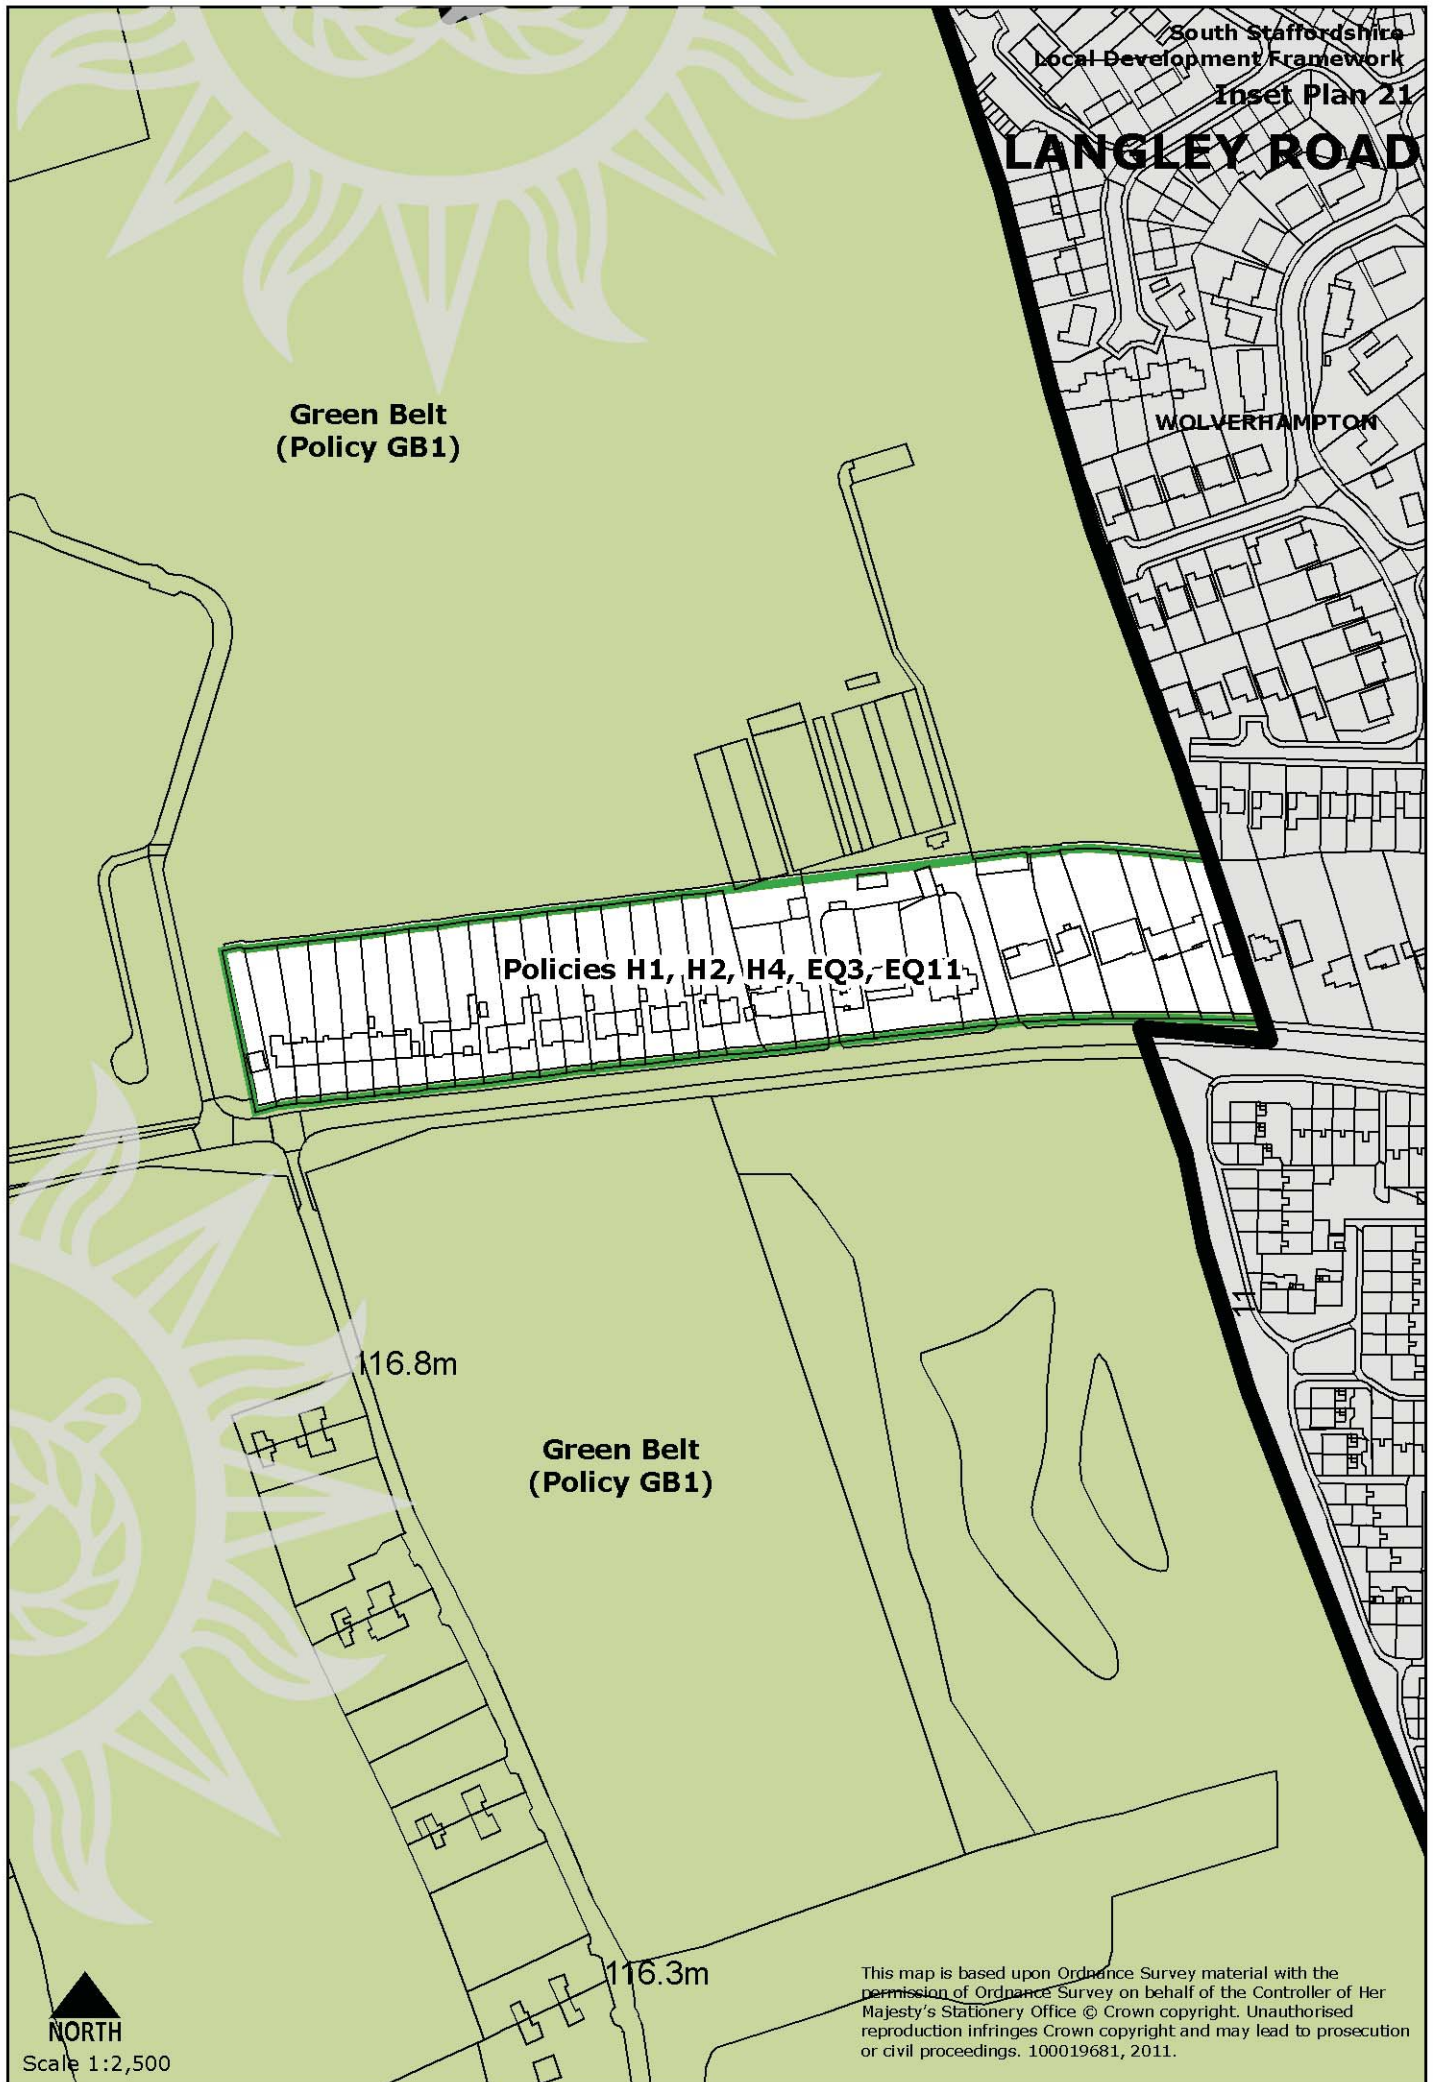 South Staffordshire
Local Development Framework
Inset Plan 21
LANGLEY ROAD
Green Belt
(Policy GB1)
WOLVERHAMPTON
Policies H1, H2, H4, EQ3, EQ11
11
116.8m
Green Belt
(Policy GB1)
116.3m
This map is based upon Ordnance Survey material with the
permission of Ordnance Survey on behalf of the Controller of Her
Majesty's Stationery Office © Crown copyright. Unauthorised
reproduction infringes Crown copyright and may lead to prosecution
or civil proceedings. 100019681, 2011.
NORTH
Scale 1:2,500